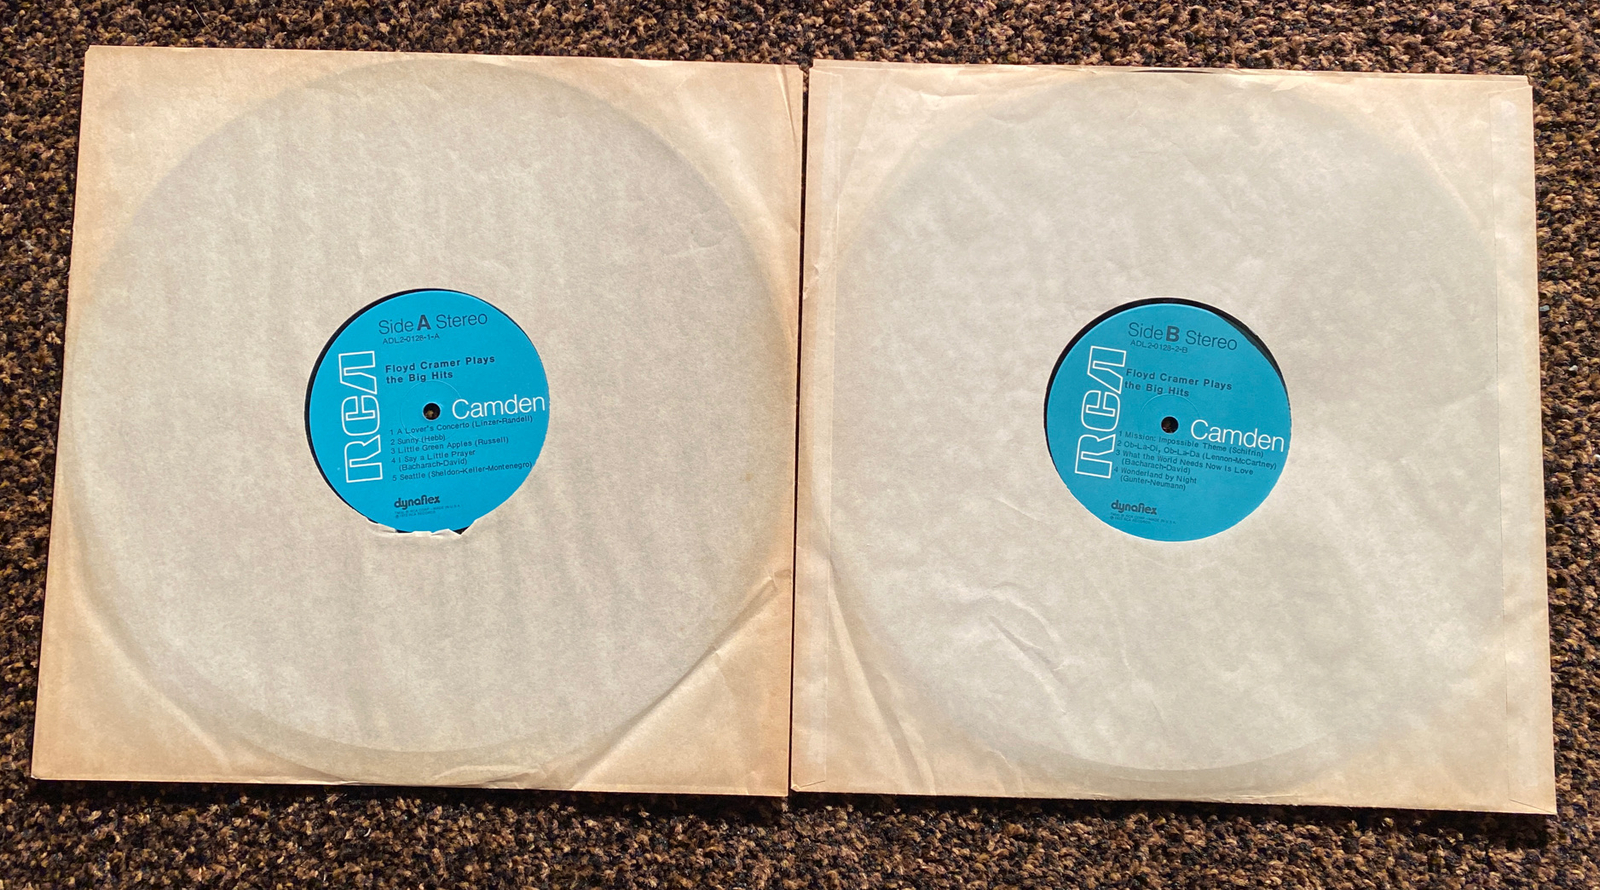 Side A Stereo
ADL2-0128-1-A
RCA
Floyd Cramer Plays
the Big Hits
Camden
1 A Lover's Concerto (Linzer-Randell)
2 Sunny (Hebb)
3 Little Green Apples (Russell)
4 I Say a Little Prayer
(Bacharach-David)
5 Seattle (Sheldon-Keller-Montenegro)
dynaflex
Side B Stereo
ADL2-0128-2-B
RCA
Floyd Cramer Plays
the Big Hits
Camden
1 Mission: Impossible Theme (Schifrin)
2 Ob-La-Di, Ob-La-Da (Lennon-McCartney)
3 What the World Needs Now Is Love
(Bacharach-David)
4 Wonderland by Night
(Gunter-Neumann)
dynaflex